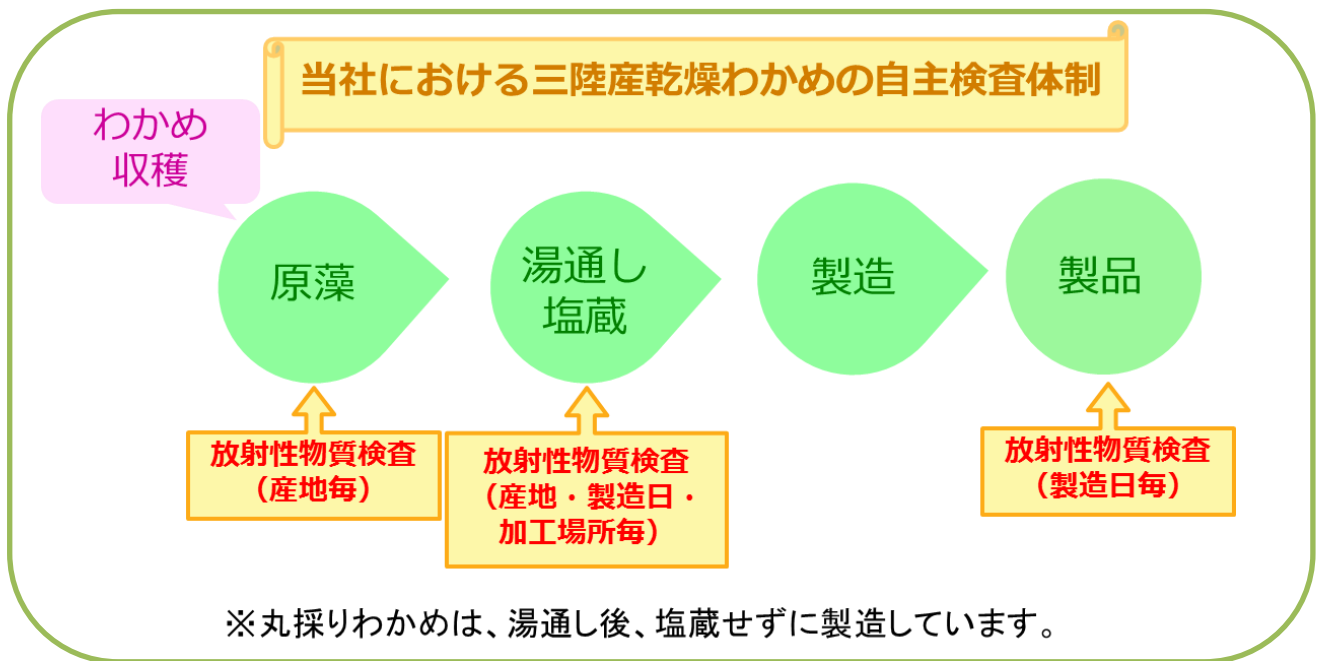 当社における三陸産乾燥わかめの自主検査体制
わかめ
収穫
原藻
湯通し
塩蔵
製造
製品
放射性物質検査
（産地毎）
放射性物質検査
（産地・製造日・
加工場所毎）
放射性物質検査
（製造日毎）
※丸採りわかめは、湯通し後、塩蔵せずに製造しています。